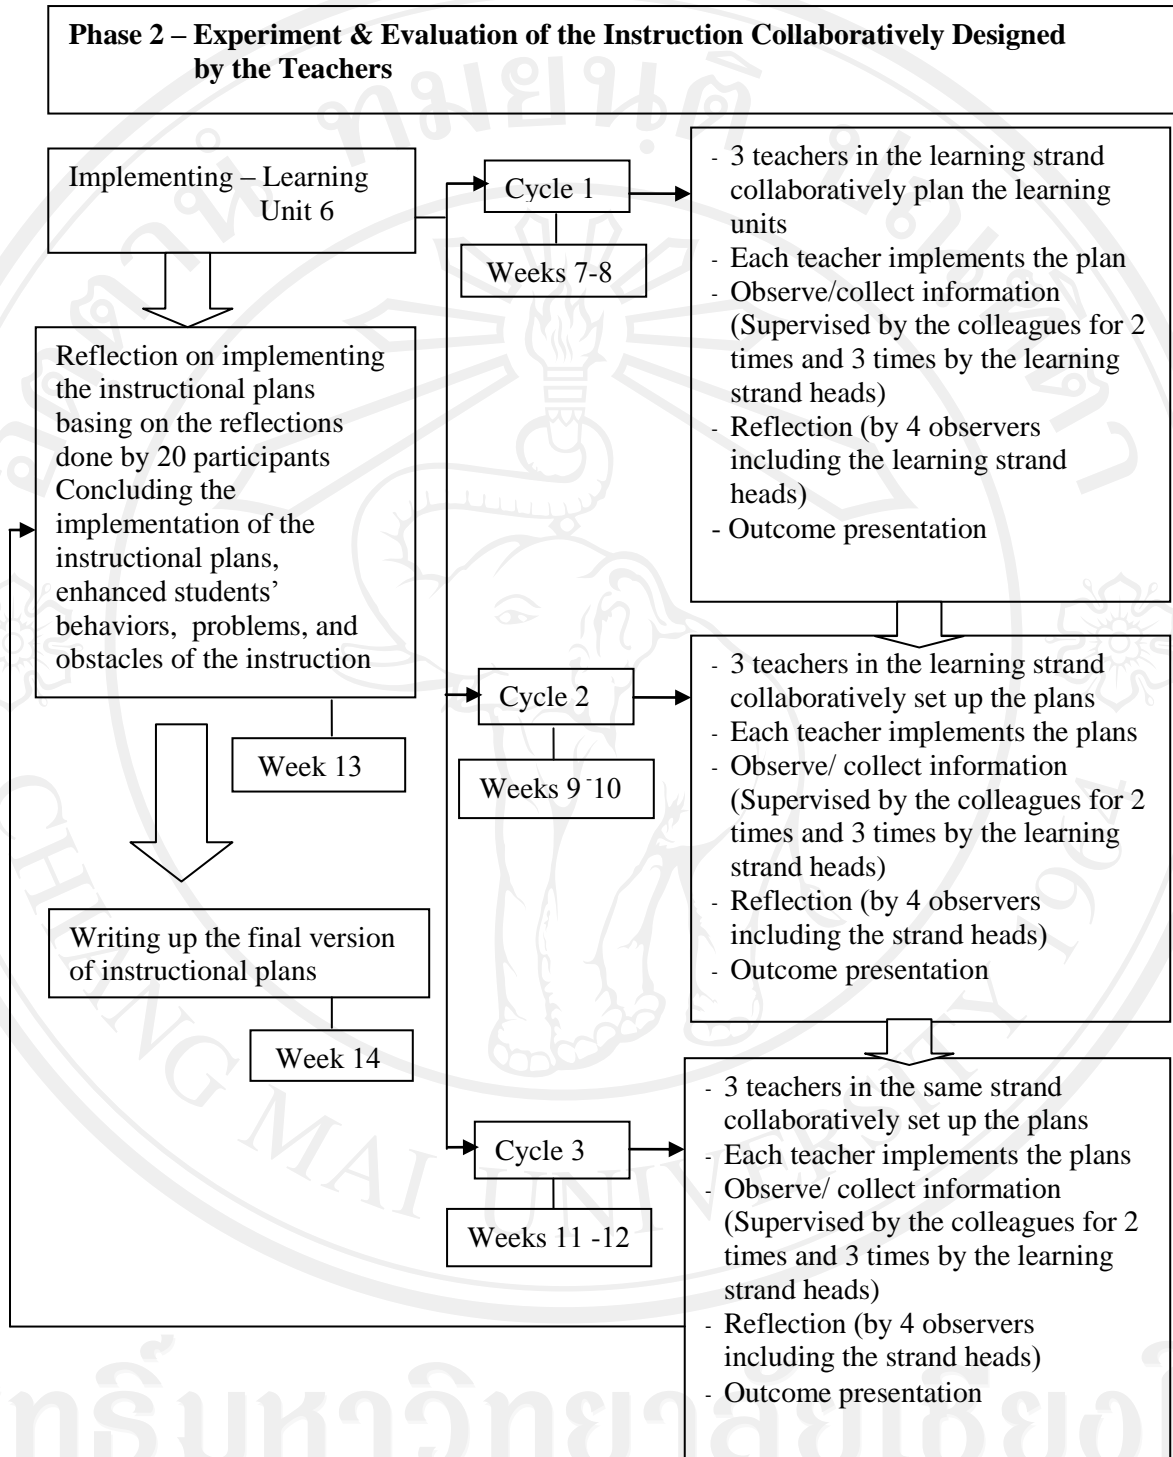 Phase 2 – Experiment & Evaluation of the Instruction Collaboratively Designed
by the Teachers
Implementing – Learning
Unit 6
Cycle 1
Weeks 7-8
- 3 teachers in the learning strand
collaboratively plan the learning
units
- Each teacher implements the plan
- Observe/collect information
(Supervised by the colleagues for 2
times and 3 times by the learning
strand heads)
- Reflection (by 4 observers
including the learning strand
heads)
- Outcome presentation
Reflection on implementing
the instructional plans
basing on the reflections
done by 20 participants
Concluding the
implementation of the
instructional plans,
enhanced students’
behaviors, problems, and
obstacles of the instruction
Week 13
Cycle 2
Weeks 9-10
- 3 teachers in the learning strand
collaboratively set up the plans
- Each teacher implements the plans
- Observe/ collect information
(Supervised by the colleagues for 2
times and 3 times by the learning
strand heads)
- Reflection (by 4 observers
including the strand heads)
- Outcome presentation
Writing up the final version
of instructional plans
Week 14
Cycle 3
Weeks 11 -12
- 3 teachers in the same strand
collaboratively set up the plans
- Each teacher implements the plans
- Observe/ collect information
(Supervised by the colleagues for 2
times and 3 times by the learning
strand heads)
- Reflection (by 4 observers
including the strand heads)
- Outcome presentation
CHIANG MAI UNIVERSITY 1964